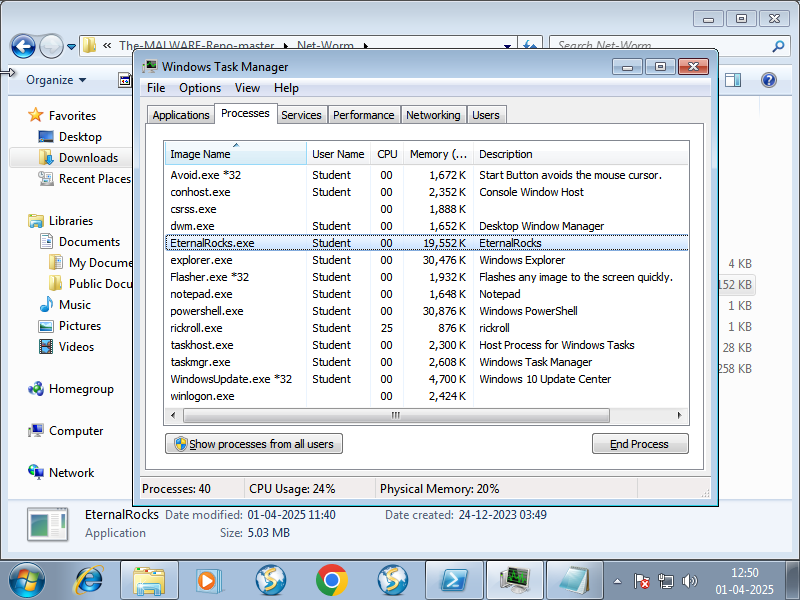 The-MALWARE-Repo-master Net-Worm Search Net-Worm
Windows Task Manager
File Options View Help
Applications Processes Services Performance Networking Users
Image Name User Name CPU Memory (... Description
Avoid.exe *32 Student 00 1,672 K Start Button avoids the mouse cursor.
conhost.exe Student 00 2,352 K Console Window Host
csrss.exe 00 1,888 K
dwm.exe Student 00 1,652 K Desktop Window Manager
EternalRocks.exe Student 00 19,552 K EternalRocks
explorer.exe Student 00 30,476 K Windows Explorer
Flasher.exe *32 Student 00 1,932 K Flashes any image to the screen quickly.
notepad.exe Student 00 1,648 K Notepad
powershell.exe Student 00 30,876 K Windows PowerShell
rickroll.exe Student 25 876 K rickroll
taskhost.exe Student 00 2,300 K Host Process for Windows Tasks
taskmgr.exe Student 00 2,608 K Windows Task Manager
WindowsUpdate.exe *32 Student 00 4,700 K Windows 10 Update Center
winlogon.exe 00 2,424 K
Show processes from all users End Process
Processes: 40 CPU Usage: 24% Physical Memory: 20%
Organize
Favorites
Desktop
Downloads
Recent Places
Libraries
Documents
My Docume
Public Docu
Music
Pictures
Videos
Homegroup
Computer
Network
4 KB
152 KB
1 KB
1 KB
28 KB
258 KB
EternalRocks Date modified: 01-04-2025 11:40 Date created: 24-12-2023 03:49
Application Size: 5.03 MB
12:50
01-04-2025